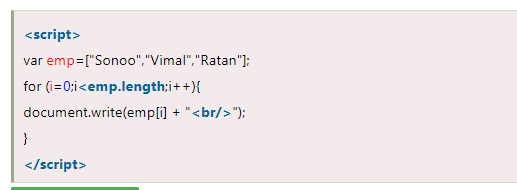 <script>
var emp=["Sonoo","Vimal","Ratan"];
for (i=0;i<emp.length;i++){
document.write(emp[i] + "<br/>");
}
</script>